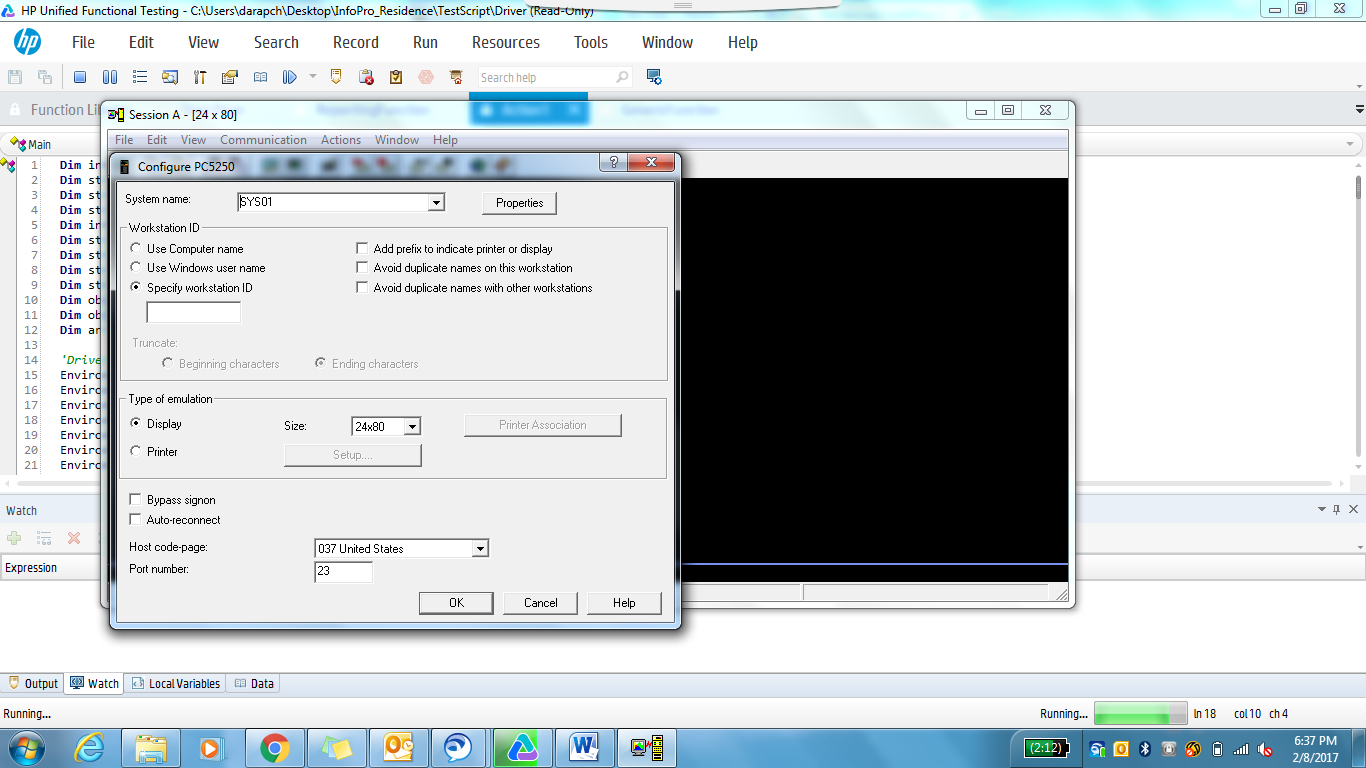 HP Unified Functional Testing - C:\Users\darapch\Desktop\InfoPro_Residence\TestScript\Driver (Read-Only)
hp File Edit View Search Record Run Resources Tools Window Help
Search help
Function Li
Session A - [24 x 80]
Main
File Edit View Communication Actions Window Help
Configure PC5250
1 Dim in
2 Dim st
3 Dim st
4 Dim st
5 Dim in
6 Dim st
7 Dim st
8 Dim st
9 Dim st
10 Dim ob
11 Dim ob
12 Dim ar
13
14 'Drive
15 Enviro
16 Enviro
17 Enviro
18 Enviro
19 Enviro
20 Enviro
21 Enviro
System name: SYS01 Properties
Workstation ID
Use Computer name Add prefix to indicate printer or display
Use Windows user name Avoid duplicate names on this workstation
Specify workstation ID Avoid duplicate names with other workstations
Truncate:
Beginning characters Ending characters
Type of emulation
Display Size: 24x80 Printer Association
Printer Setup....
Bypass signon
Auto-reconnect
Host code-page: 037 United States
Port number: 23
OK Cancel Help
Watch
Expression
Output Watch Local Variables Data
Running... Running... ln 18 col 10 ch 4
(2:12) 6:37 PM
2/8/2017